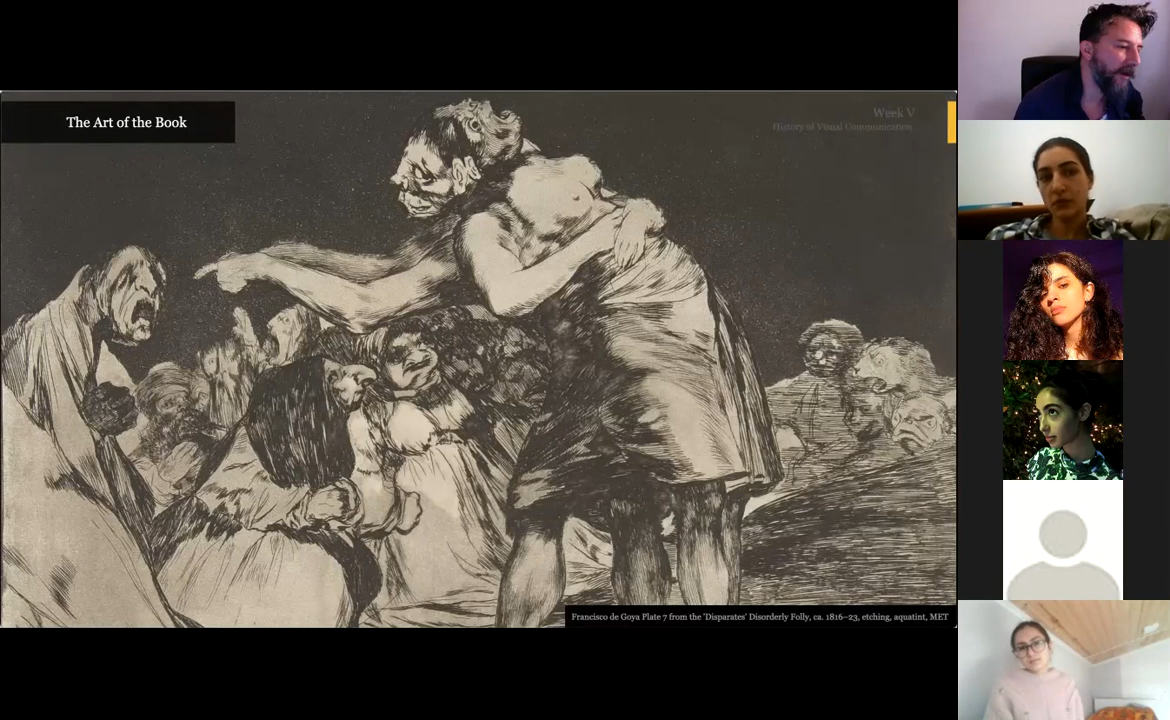 The Art of the Book
Week V
History of Visual Communication
Francisco de Goya Plate 7 from the 'Disparates' Disorderly Folly, ca. 1816–23, etching, aquatint, MET